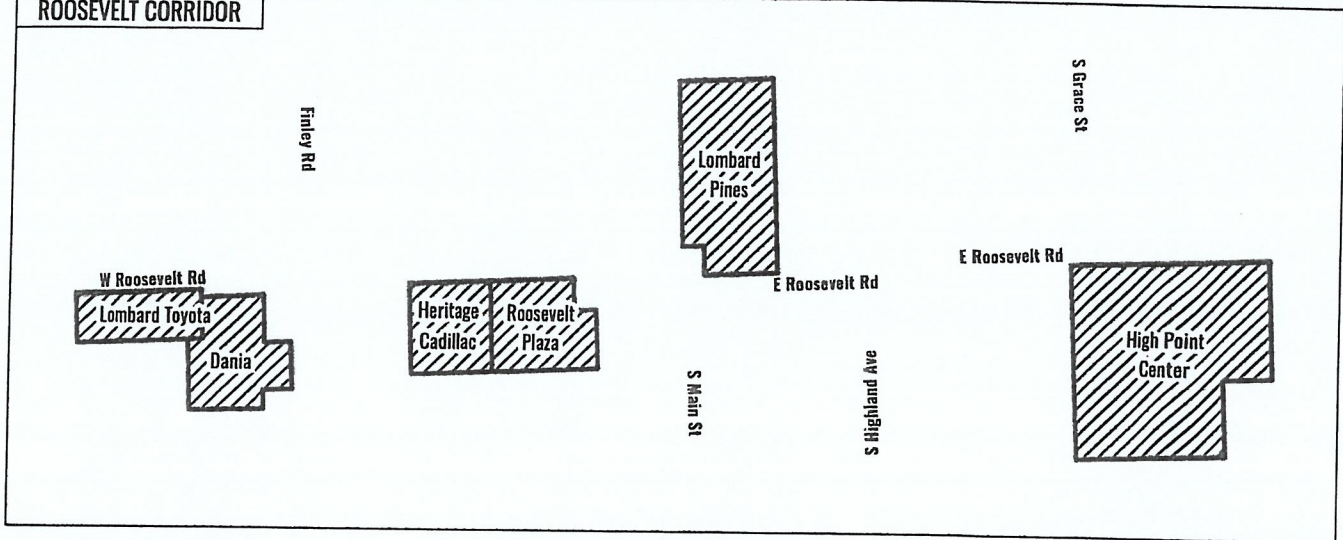 ROOSEVELT CORRIDOR
Finley Rd
S Grace St
Lombard
Pines
W Roosevelt Rd
E Roosevelt Rd
E Roosevelt Rd
Lombard Toyota
Dania
Heritage
Cadillac
Roosevelt
Plaza
High Point
Center
S Main St
S Highland Ave